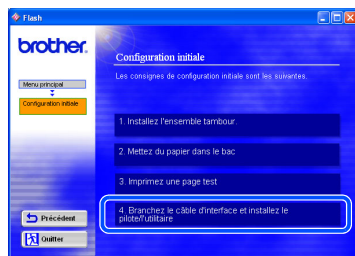 Flash
brother.
Menu principal
Configuration initiale
Précédent
Quitter
Configuration initiale
Les consignes de configuration initiale sont les suivantes.
1. Installez l'ensemble tambour.
2. Mettez du papier dans le bac
3. Imprimez une page test
4. Branchez le câble d'interface et installez le
pilote/l'utilitaire